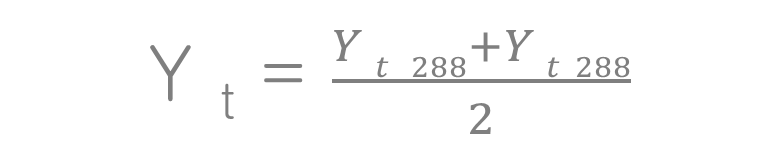 Y t = (Y t 288 + Y t 288) / 2